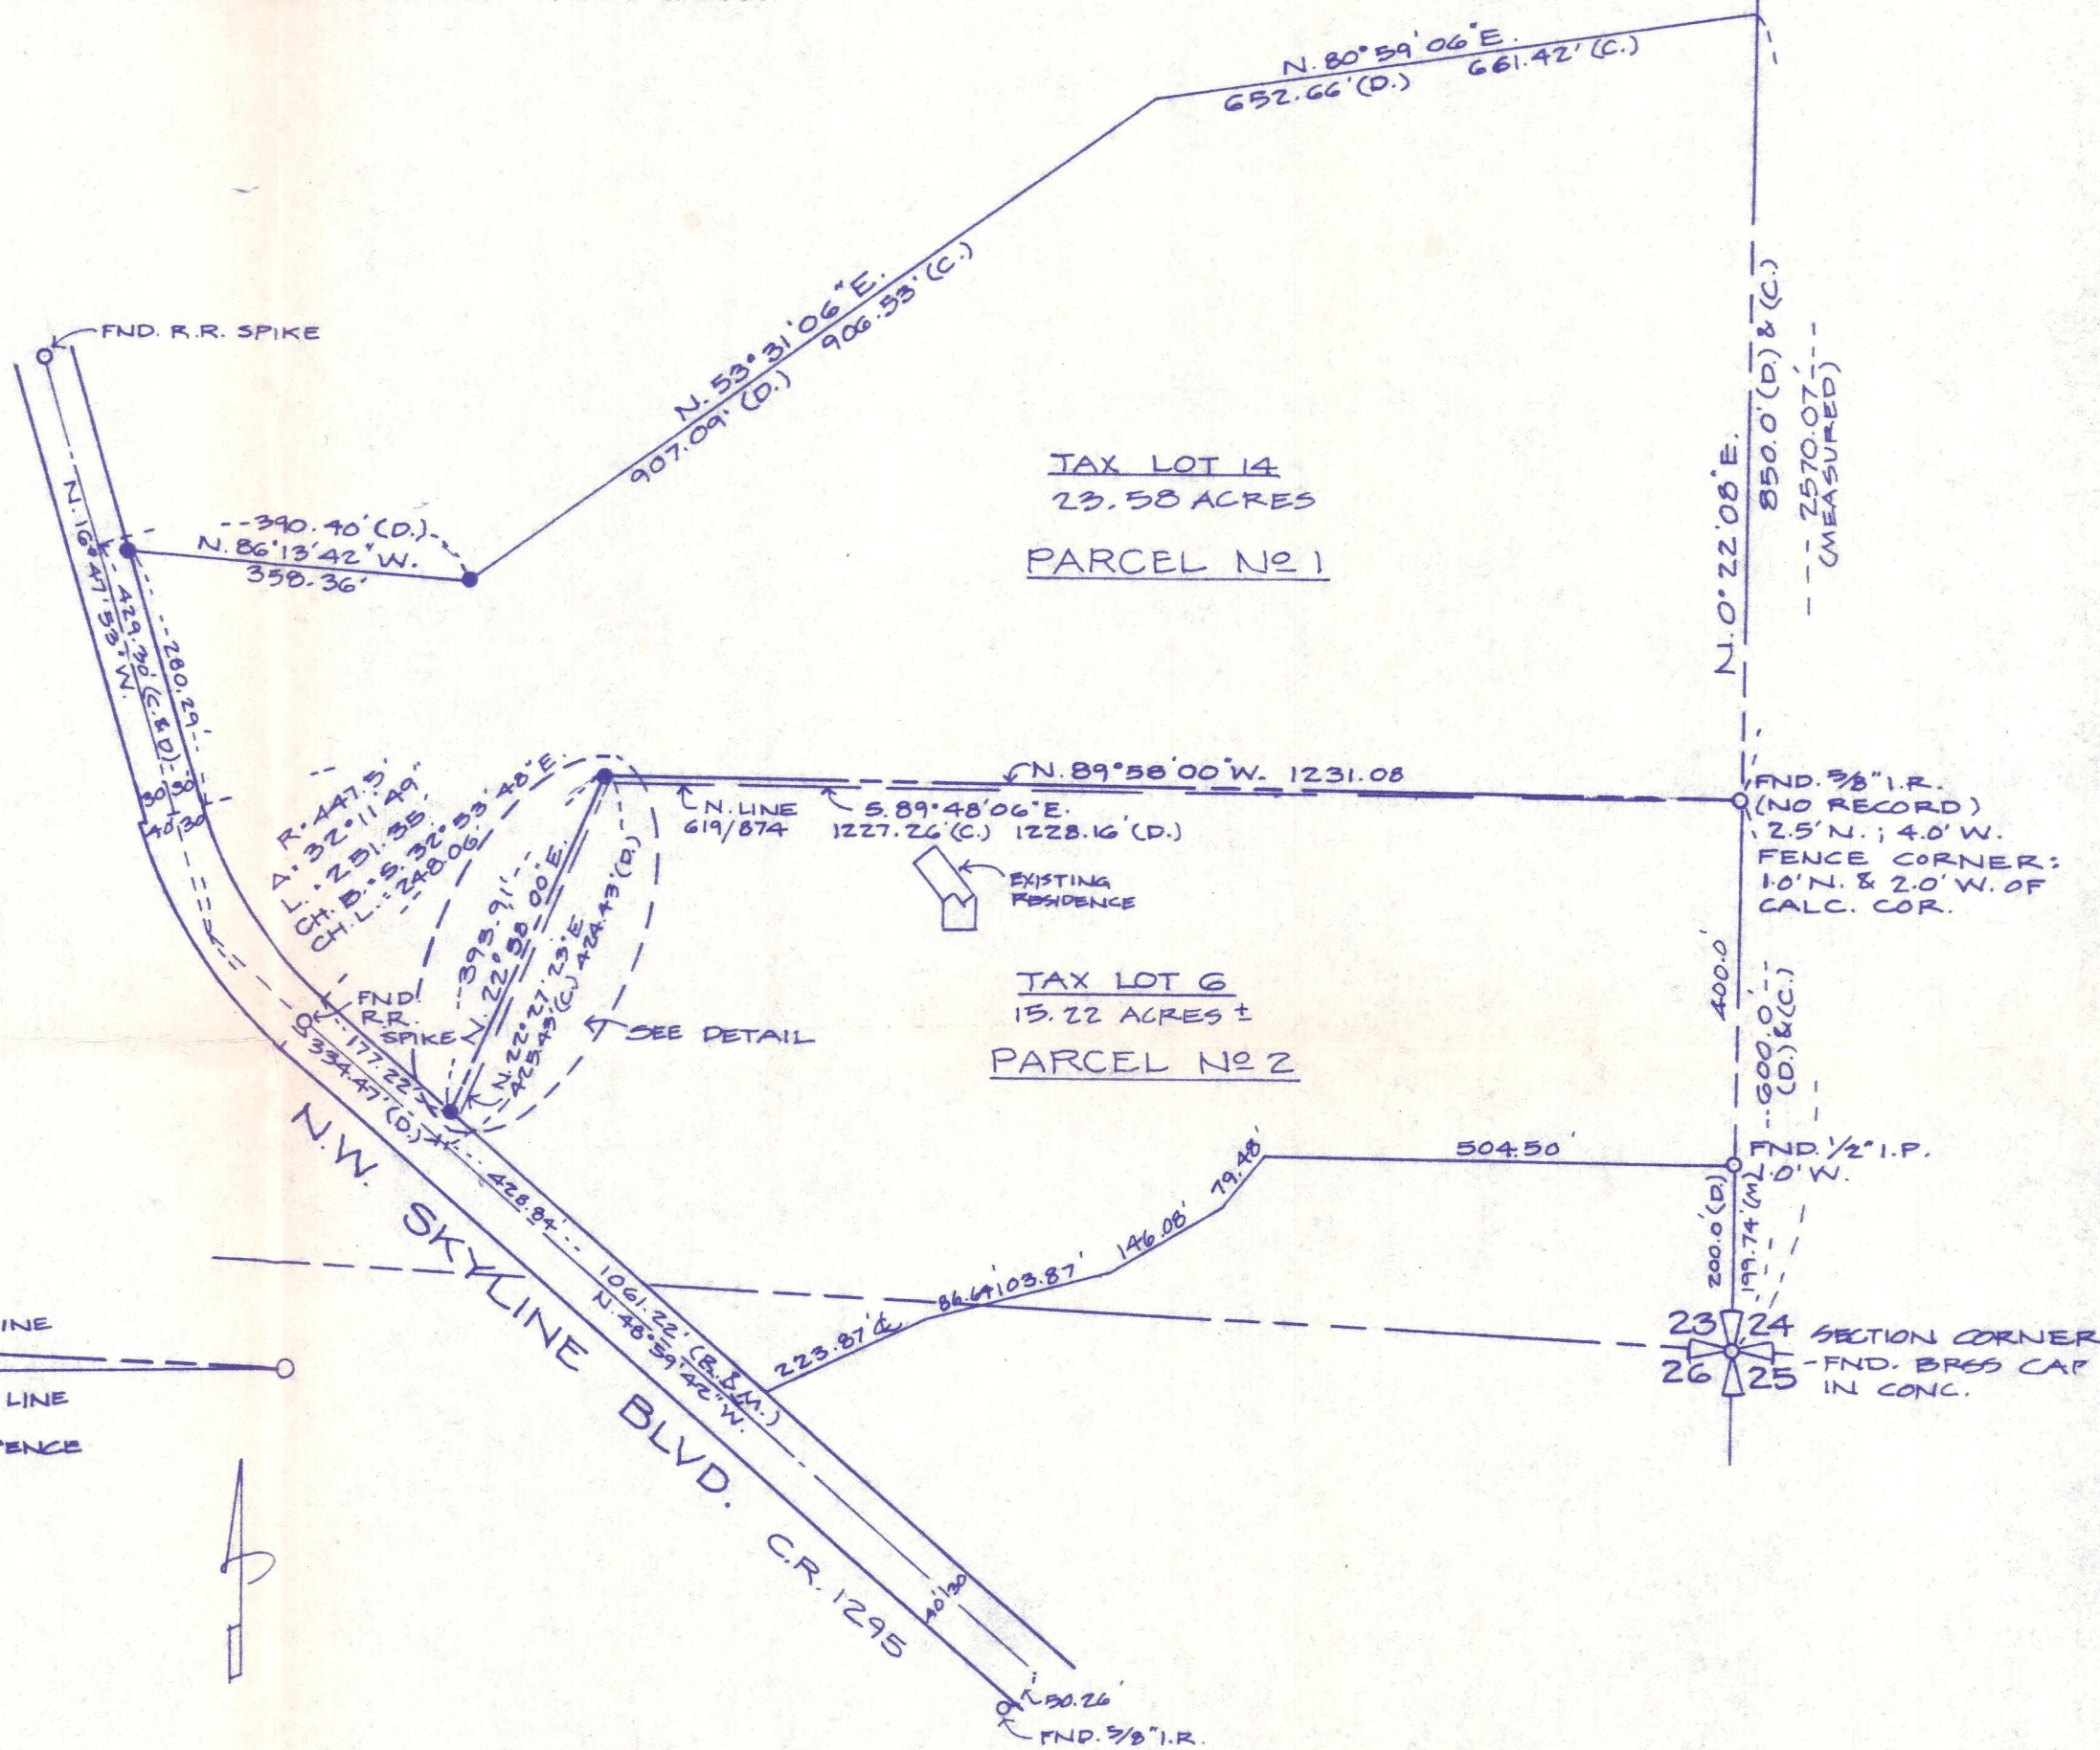 N. 80°59'06"E.
652.66'(D.) 661.42'(C.)
FND. R.R. SPIKE
N. 53°31'06"E.
907.09'(D.) 906.53'(C.)
850.0'(D.) & (C.)
2570.07'
(MEASURED)
N. 0°22'08"E.
TAX LOT 14
23.58 ACRES
PARCEL Nº 1
390.40'(D.)
N. 86°13'42"W.
358.36'
N. 16°47'53"W.
429.30'(C. & D)
280.29'
30 30
40 30
R. 447.5'
Δ. 32°11'49"
L. 251.35'
CH. B. S. 32°53'48"E.
CH. L. 248.06'
N. 89°58'00"W. 1231.08
N. LINE
619/874
S. 89°48'06"E.
1227.26'(C.) 1228.16'(D.)
EXISTING
RESIDENCE
FND. 5/8" I.R.
(NO RECORD)
2.5' N.; 4.0' W.
FENCE CORNER:
1.0' N. & 2.0' W. OF
CALC. COR.
393.91'
N. 22°58'00"E.
N. 22°27'23"E
425.43'(C.) 424.43'(D.)
SEE DETAIL
FND.
R.R.
SPIKE
177.22'
334.47'(D.)
TAX LOT 6
15.22 ACRES ±
PARCEL Nº 2
400.0'
600.0'
(D.) & (C.)
504.50'
FND. 1/2" I.P.
1.0' W.
200.0'(D.)
199.74'(M)
79.48'
146.08'
103.87'
86.64
223.87'
428.84'
1061.22' (R. & M.)
N. 48°59'42"W.
N.W. SKYLINE BLVD. C.R. 1295
23 24
26 25
SECTION CORNER
-FND. BRSS CAP
IN CONC.
INE
LINE
ENCE
40' 30'
50.26'
FND. 5/8" I.R.